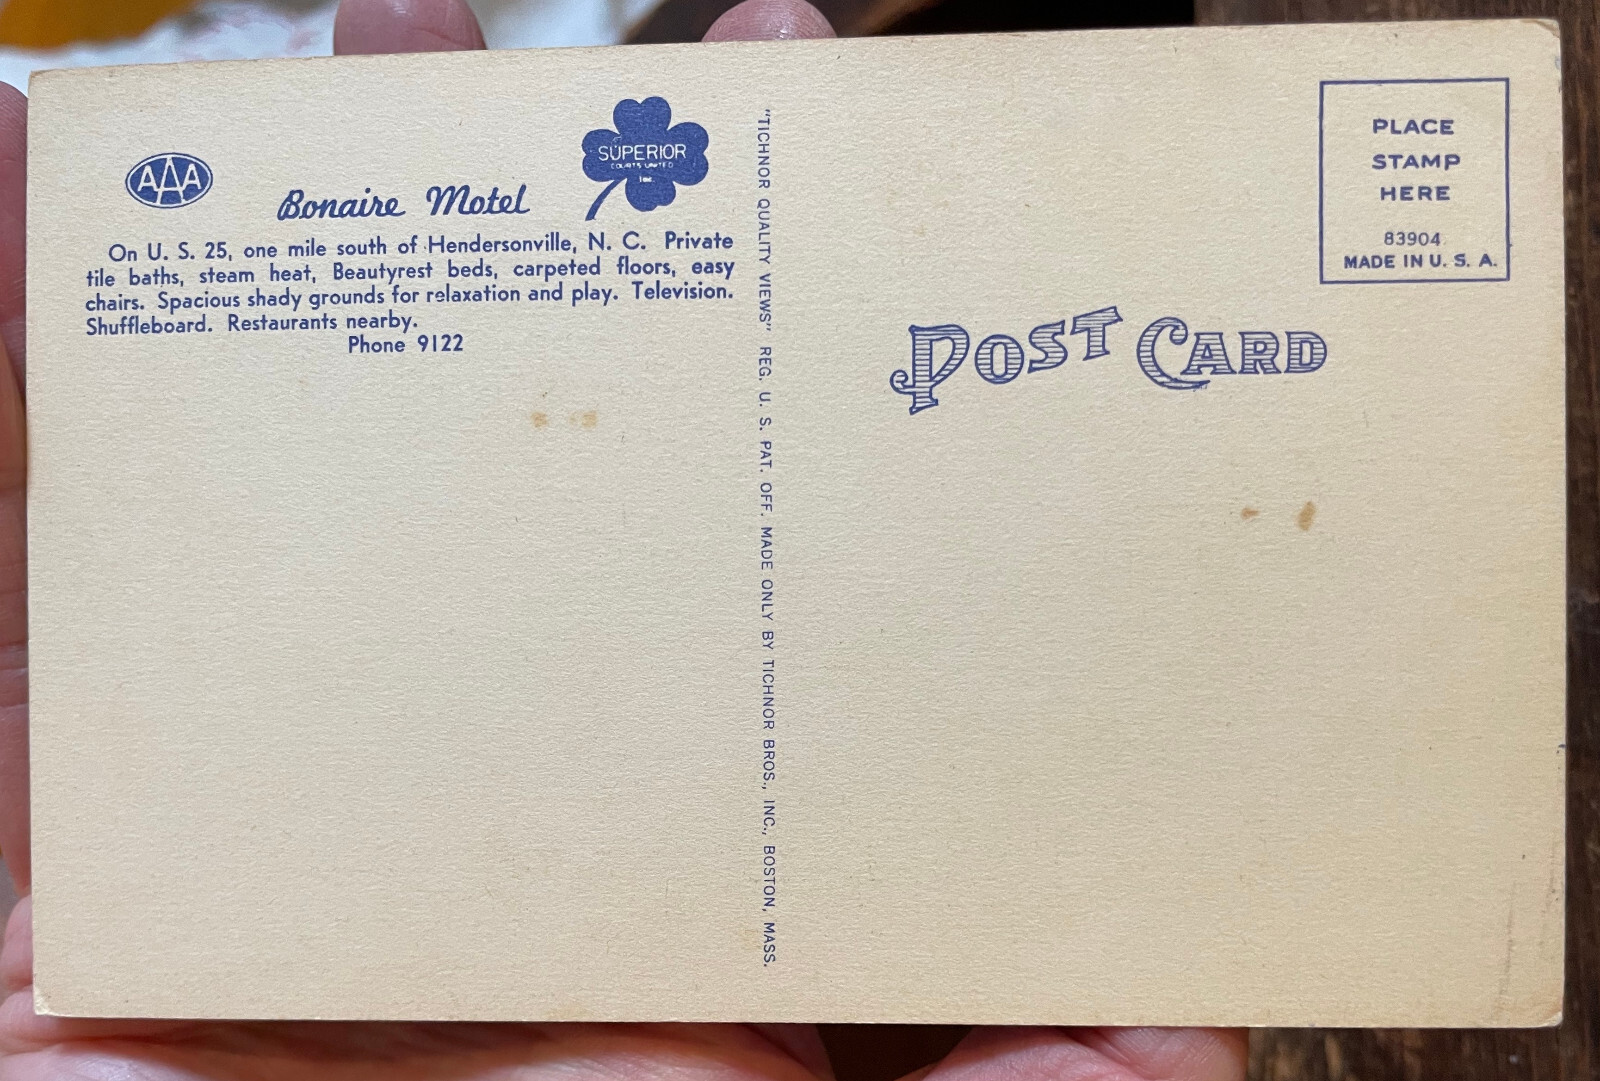 AAA
Bonaire Motel
SUPERIOR
COURTS UNITED
Inc.
On U. S. 25, one mile south of Hendersonville, N. C. Private
tile baths, steam heat, Beautyrest beds, carpeted floors, easy
chairs. Spacious shady grounds for relaxation and play. Television.
Shuffleboard. Restaurants nearby.
Phone 9122
"TICHNOR QUALITY VIEWS" REG. U. S. PAT. OFF. MADE ONLY BY TICHNOR BROS., INC., BOSTON, MASS.
PLACE
STAMP
HERE
83904
MADE IN U. S. A.
POST CARD